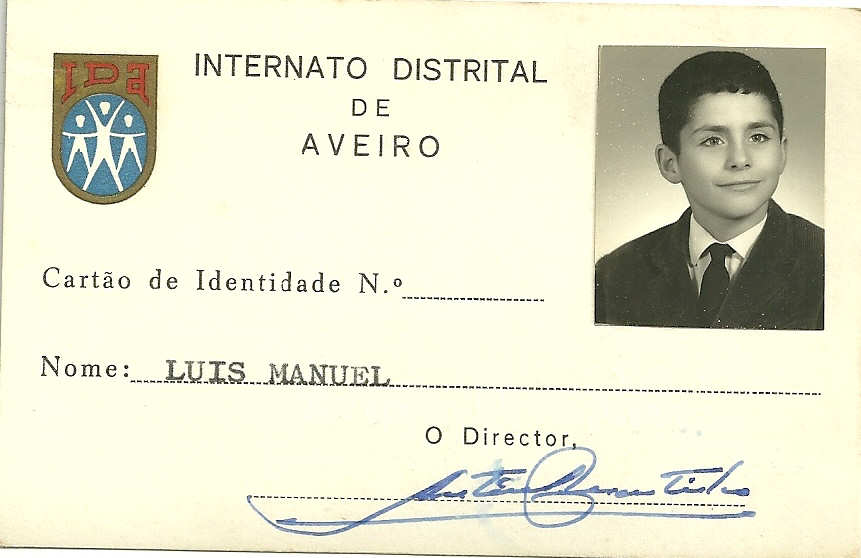 IDA
INTERNATO DISTRITAL
DE
AVEIRO
Cartão de Identidade N.º
Nome: LUIS MANUEL
O Director,